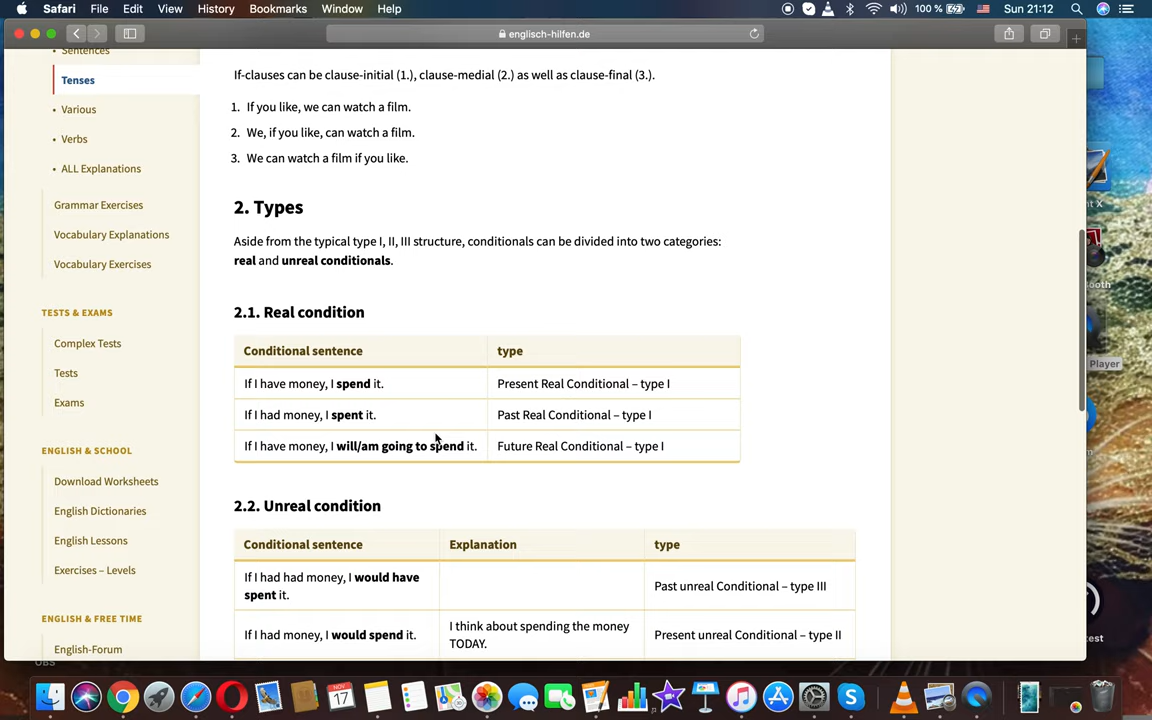 Safari File Edit View History Bookmarks Window Help 100 % Sun 21:12
englisch-hilfen.de
Sentences
Tenses
Various
Verbs
ALL Explanations
Grammar Exercises
Vocabulary Explanations
Vocabulary Exercises
TESTS & EXAMS
Complex Tests
Tests
Exams
ENGLISH & SCHOOL
Download Worksheets
English Dictionaries
English Lessons
Exercises – Levels
ENGLISH & FREE TIME
English-Forum
If-clauses can be clause-initial (1.), clause-medial (2.) as well as clause-final (3.).
1. If you like, we can watch a film.
2. We, if you like, can watch a film.
3. We can watch a film if you like.
2. Types
Aside from the typical type I, II, III structure, conditionals can be divided into two categories:
real and unreal conditionals.
2.1. Real condition
Conditional sentence type
If I have money, I spend it. Present Real Conditional – type I
If I had money, I spent it. Past Real Conditional – type I
If I have money, I will/am going to spend it. Future Real Conditional – type I
2.2. Unreal condition
Conditional sentence Explanation type
If I had had money, I would have
spent it. Past unreal Conditional – type III
If I had money, I would spend it. I think about spending the money
TODAY. Present unreal Conditional – type II
Player
OBS
NOV
17